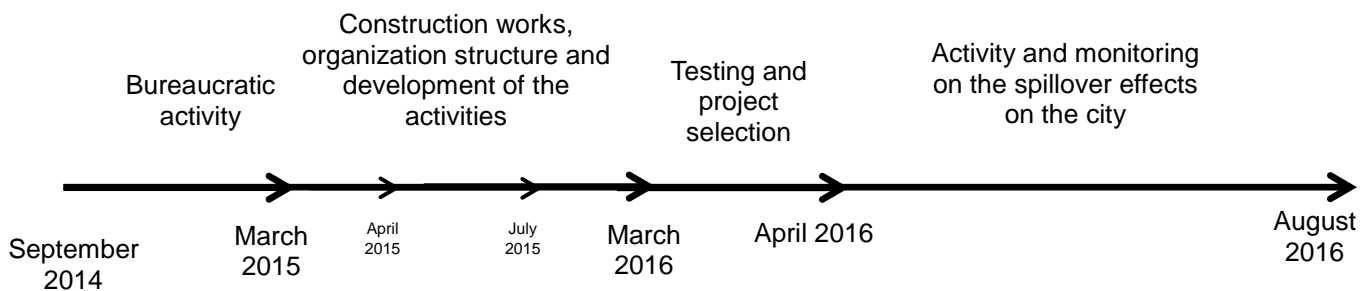 Bureaucratic
activity
Construction works,
organization structure and
development of the
activities
Testing and
project
selection
Activity and monitoring
on the spillover effects
on the city
September
2014
March
2015
April
2015
July
2015
March
2016
April 2016
August
2016